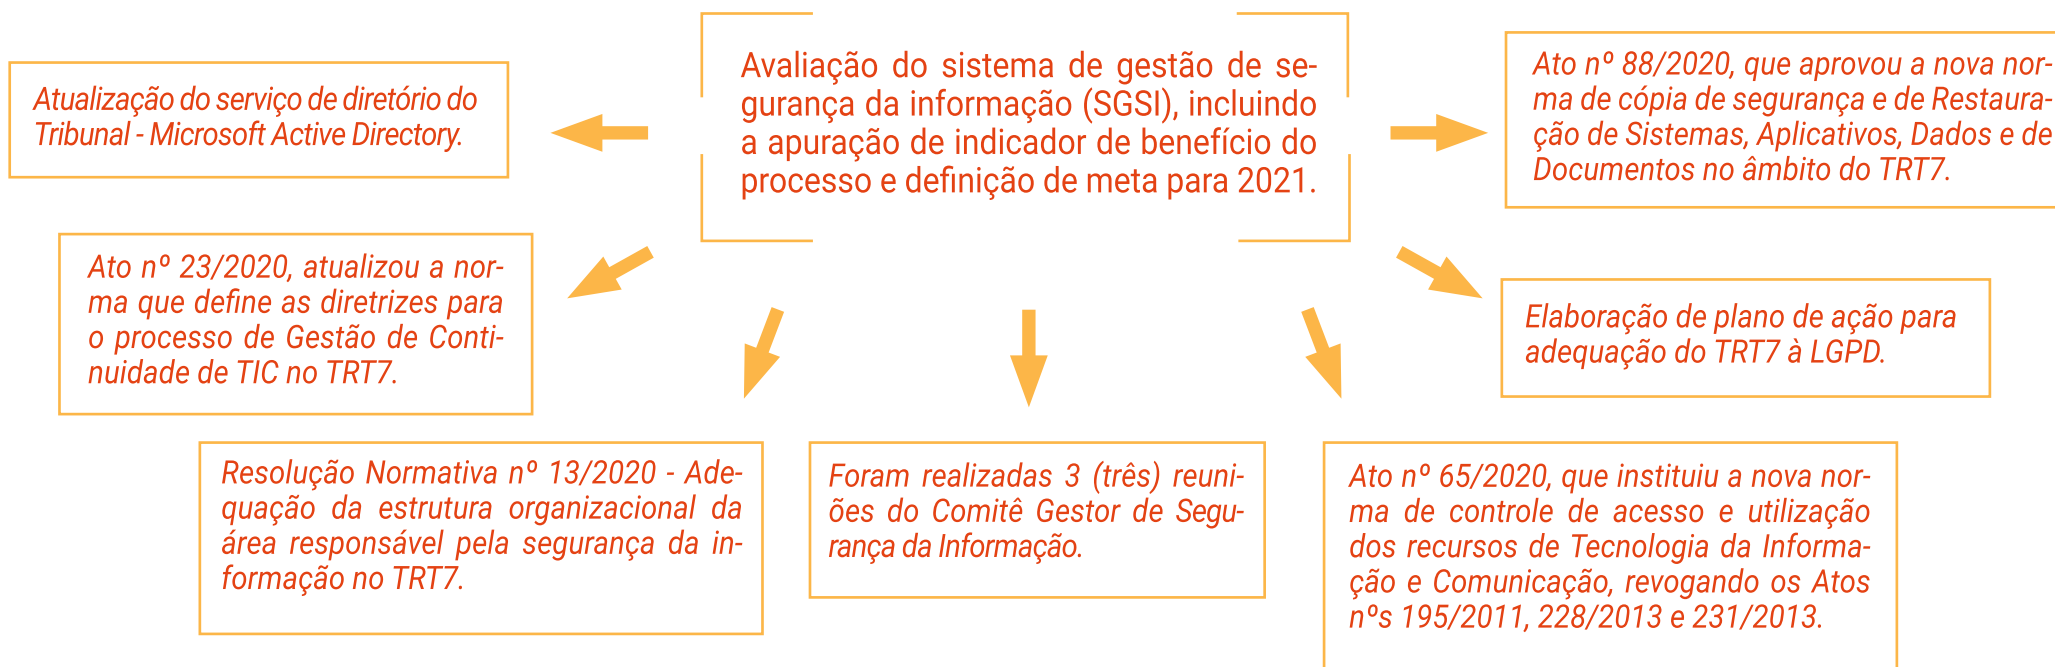 Avaliação do sistema de gestão de se-
gurança da informação (SGSI), incluindo
a apuração de indicador de benefício do
processo e definição de meta para 2021.
Atualização do serviço de diretório do
Tribunal - Microsoft Active Directory.
Ato nº 23/2020, atualizou a nor-
ma que define as diretrizes para
o processo de Gestão de Conti-
nuidade de TIC no TRT7.
Resolução Normativa nº 13/2020 - Ade-
quação da estrutura organizacional da
área responsável pela segurança da in-
formação no TRT7.
Foram realizadas 3 (três) reuni-
ões do Comitê Gestor de Segu-
rança da Informação.
Ato nº 65/2020, que instituiu a nova nor-
ma de controle de acesso e utilização
dos recursos de Tecnologia da Informa-
ção e Comunicação, revogando os Atos
nºs 195/2011, 228/2013 e 231/2013.
Elaboração de plano de ação para
adequação do TRT7 à LGPD.
Ato nº 88/2020, que aprovou a nova nor-
ma de cópia de segurança e de Restaura-
ção de Sistemas, Aplicativos, Dados e de
Documentos no âmbito do TRT7.